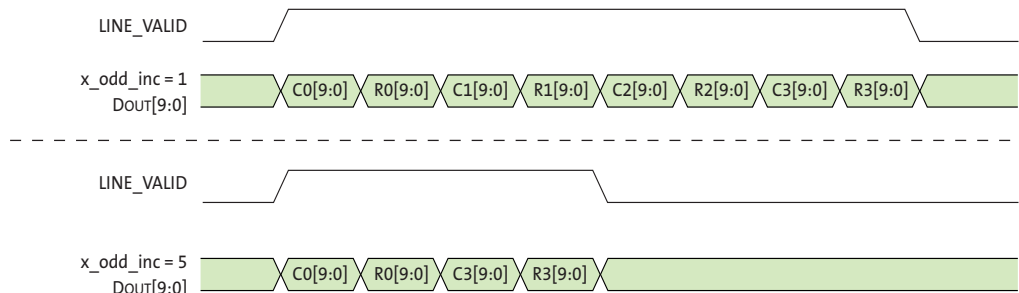 LINE_VALID
x_odd_inc = 1
DOUT[9:0]
C0[9:0] R0[9:0] C1[9:0] R1[9:0] C2[9:0] R2[9:0] C3[9:0] R3[9:0]
LINE_VALID
x_odd_inc = 5
DOUT[9:0]
C0[9:0] R0[9:0] C3[9:0] R3[9:0]